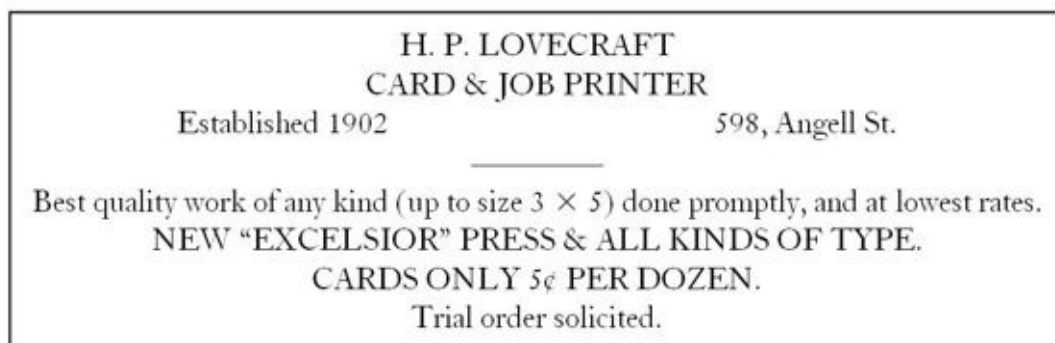 H. P. LOVECRAFT
CARD & JOB PRINTER
Established 1902 598, Angell St.
Best quality work of any kind (up to size 3 × 5) done promptly, and at lowest rates.
NEW “EXCELSIOR” PRESS & ALL KINDS OF TYPE.
CARDS ONLY 5¢ PER DOZEN.
Trial order solicited.